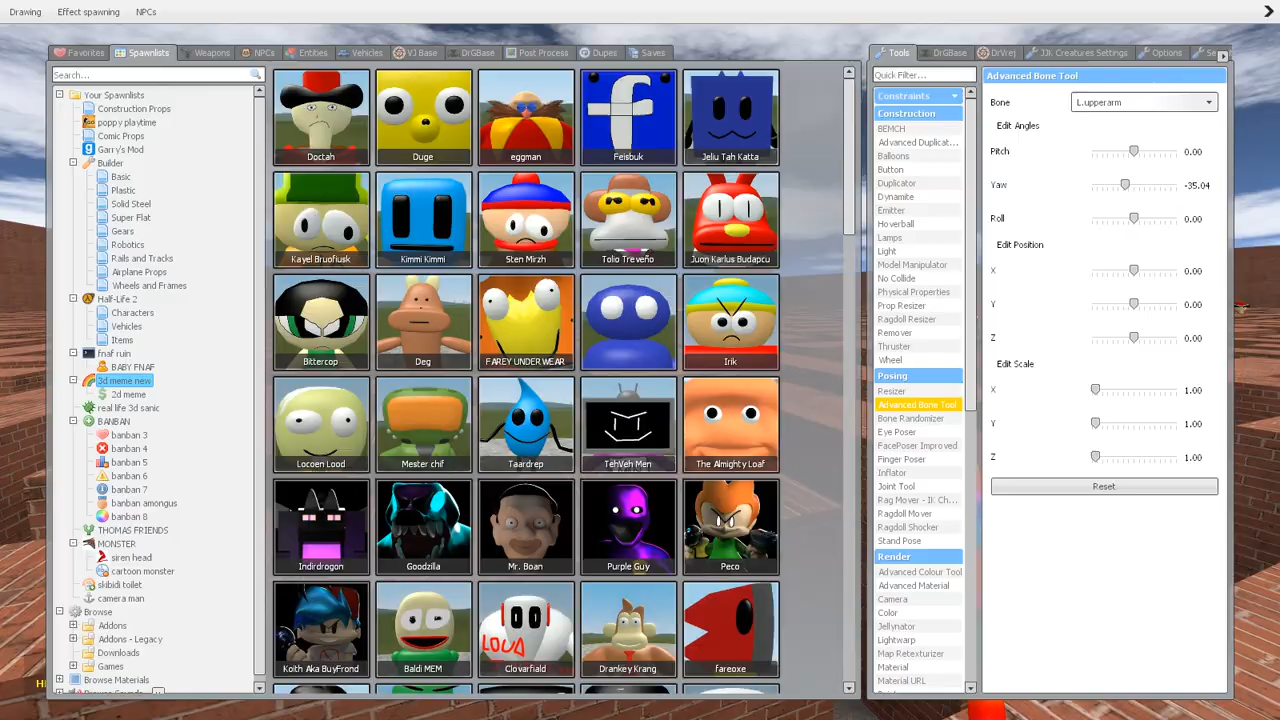 Drawing Effect spawning NPCs
Favorites Spawnlists Weapons NPCs Entities Vehicles VJ Base DrGBase Post Process Dupes Saves
Search...
Your Spawnlists
Construction Props
poppy playtime
Comic Props
Garry's Mod
Builder
Basic
Plastic
Solid Steel
Super Flat
Gears
Robotics
Rails and Tracks
Airplane Props
Wheels and Frames
Half-Life 2
Characters
Vehicles
Items
fnaf ruin
BABY FNAF
3d meme new
2d meme
real life 3d sanic
BANBAN
banban 3
banban 4
banban 5
banban 6
banban 7
banban amongus
banban 8
THOMAS FRIENDS
MONSTER
siren head
cartoon monster
skibidi toilet
camera man
Browse
Addons
Addons - Legacy
Downloads
Games
Browse Materials
Doctah Duge eggman Feisbuk Jeliu Tah Katta
Kayel Bruofiusk Kimmi Kimmi Sten Mirzh Tolio Treveño Juon Karlus Budapcu
Bittercop Deg FAREY UNDERWEAR Irik
Locoen Lood Mester chif Taardrep TehVeh Men The Almighty Loaf
Indirdrogon Goodzilla Mr. Boan Purple Guy Peco
LOUD
Koith Aka BuyFrond Baldi MEM Clovarfiald Drankey Krang fareoxe
Tools DrGBase DrVrej JJK Creatures Settings Options Se
Quick Filter...
Constraints
Construction
BEMCH
Advanced Duplicat...
Balloons
Button
Duplicator
Dynamite
Emitter
Hoverball
Lamps
Light
Model Manipulator
No Collide
Physical Properties
Prop Resizer
Ragdoll Resizer
Remover
Thruster
Wheel
Posing
Resizer
Advanced Bone Tool
Bone Randomizer
Eye Poser
FacePoser Improved
Finger Poser
Inflator
Joint Tool
Rag Mover - IK Ch...
Ragdoll Mover
Ragdoll Shocker
Stand Pose
Render
Advanced Colour Tool
Advanced Material
Camera
Color
Jellynator
Lightwarp
Map Retexturizer
Material
Material URL
Advanced Bone Tool
Bone L.upperarm
Edit Angles
Pitch 0.00
Yaw -35.04
Roll 0.00
Edit Position
X 0.00
Y 0.00
Z 0.00
Edit Scale
X 1.00
Y 1.00
Z 1.00
Reset